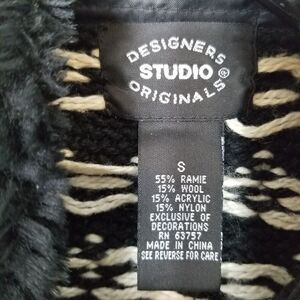 DESIGNERS
STUDIO®
ORIGINALS
S
55% RAMIE
15% WOOL
15% ACRYLIC
15% NYLON
EXCLUSIVE OF
DECORATIONS
RN 63757
MADE IN CHINA
SEE REVERSE FOR CARE